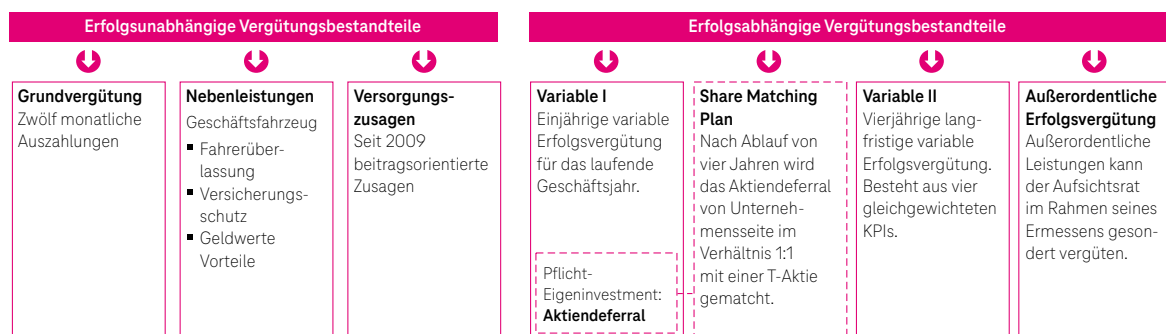 Erfolgsunabhängige Vergütungsbestandteile
Grundvergütung
Zwölf monatliche
Auszahlungen
Nebenleistungen
Geschäftsfahrzeug
▪ Fahrerüber-
lassung
▪ Versicherungs-
schutz
▪ Geldwerte
Vorteile
Versorgungs-
zusagen
Seit 2009
beitragsorientierte
Zusagen
Erfolgsabhängige Vergütungsbestandteile
Variable I
Einjährige variable
Erfolgsvergütung
für das laufende
Geschäftsjahr.
Pflicht-
Eigeninvestment:
Aktiendeferral
Share Matching
Plan
Nach Ablauf von
vier Jahren wird
das Aktiendeferral
von Unterneh-
mensseite im
Verhältnis 1:1
mit einer T-Aktie
gematcht.
Variable II
Vierjährige lang-
fristige variable
Erfolgsvergütung.
Besteht aus vier
gleichgewichteten
KPIs.
Außerordentliche
Erfolgsvergütung
Außerordentliche
Leistungen kann
der Aufsichtsrat
im Rahmen seines
Ermessens geson-
dert vergüten.